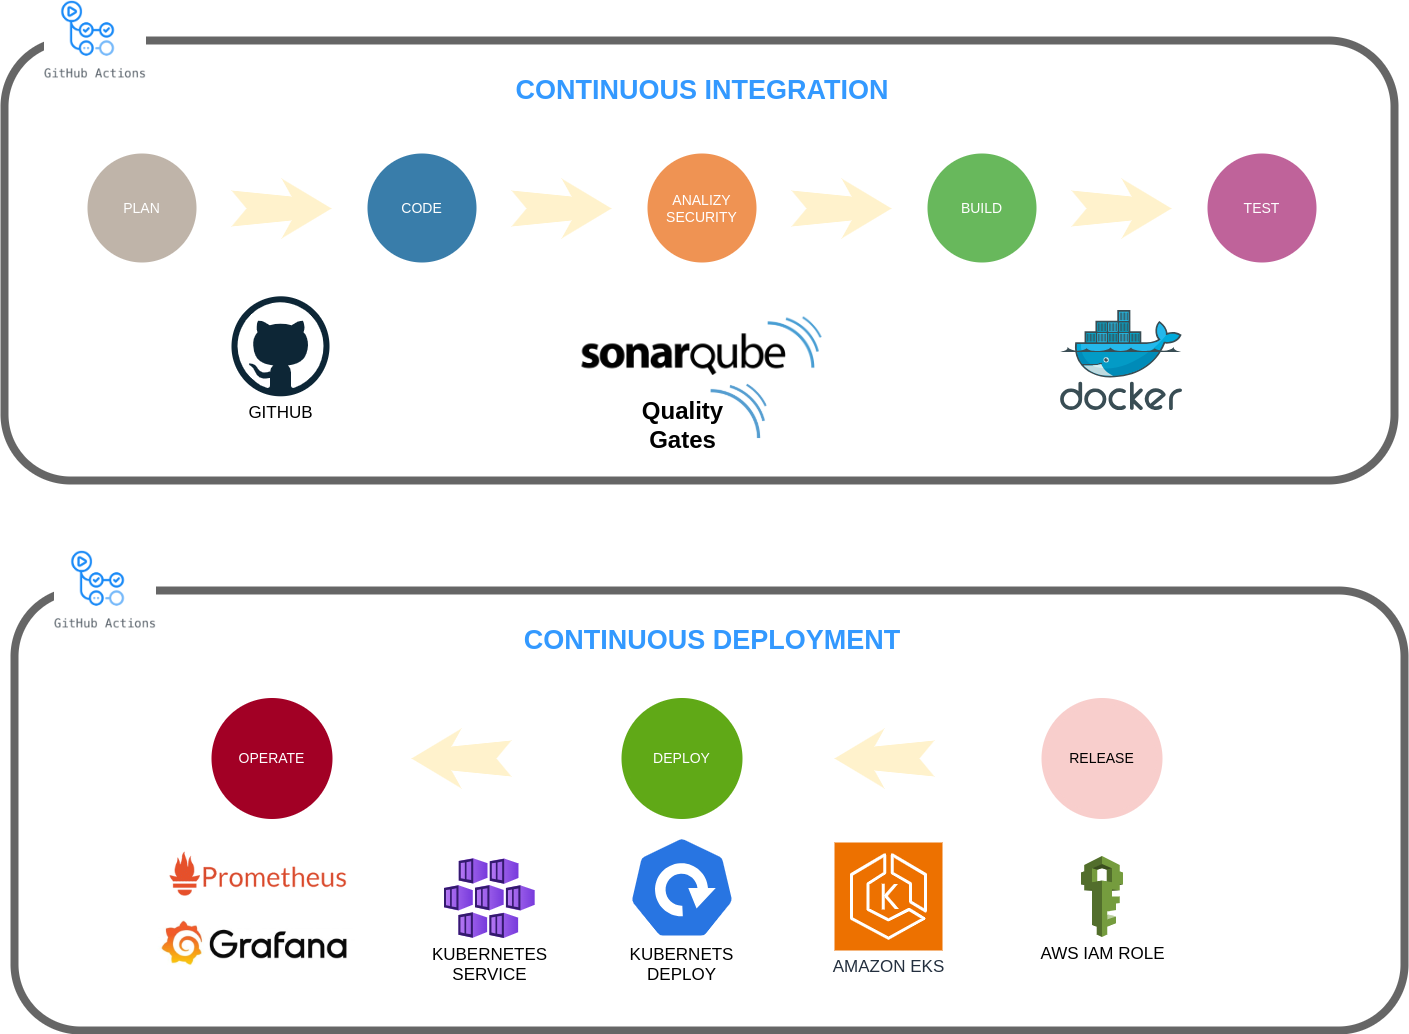 GitHub Actions
CONTINUOUS INTEGRATION
PLAN
CODE
ANALIZY
SECURITY
BUILD
TEST
GITHUB
sonarqube
Quality
Gates
docker
GitHub Actions
CONTINUOUS DEPLOYMENT
OPERATE
DEPLOY
RELEASE
Prometheus
Grafana
KUBERNETES
SERVICE
KUBERNETS
DEPLOY
K
AMAZON EKS
AWS IAM ROLE